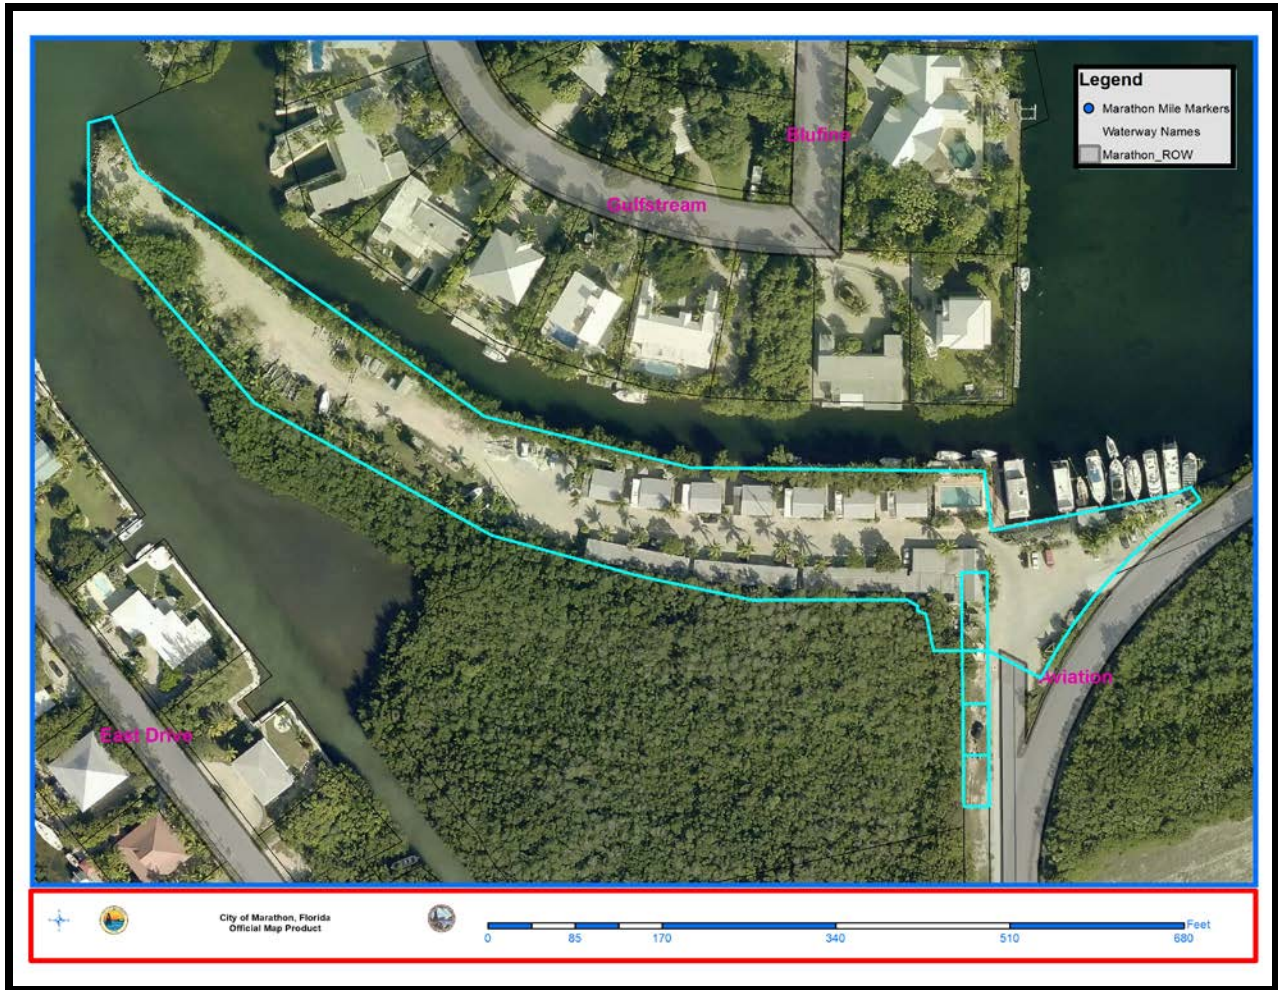 Legend
Marathon Mile Markers
Waterway Names
Marathon_ROW
Blufine
Gulfstream
Aviation
East Drive
City of Marathon, Florida
Official Map Product
Feet
0 85 170 340 510 680